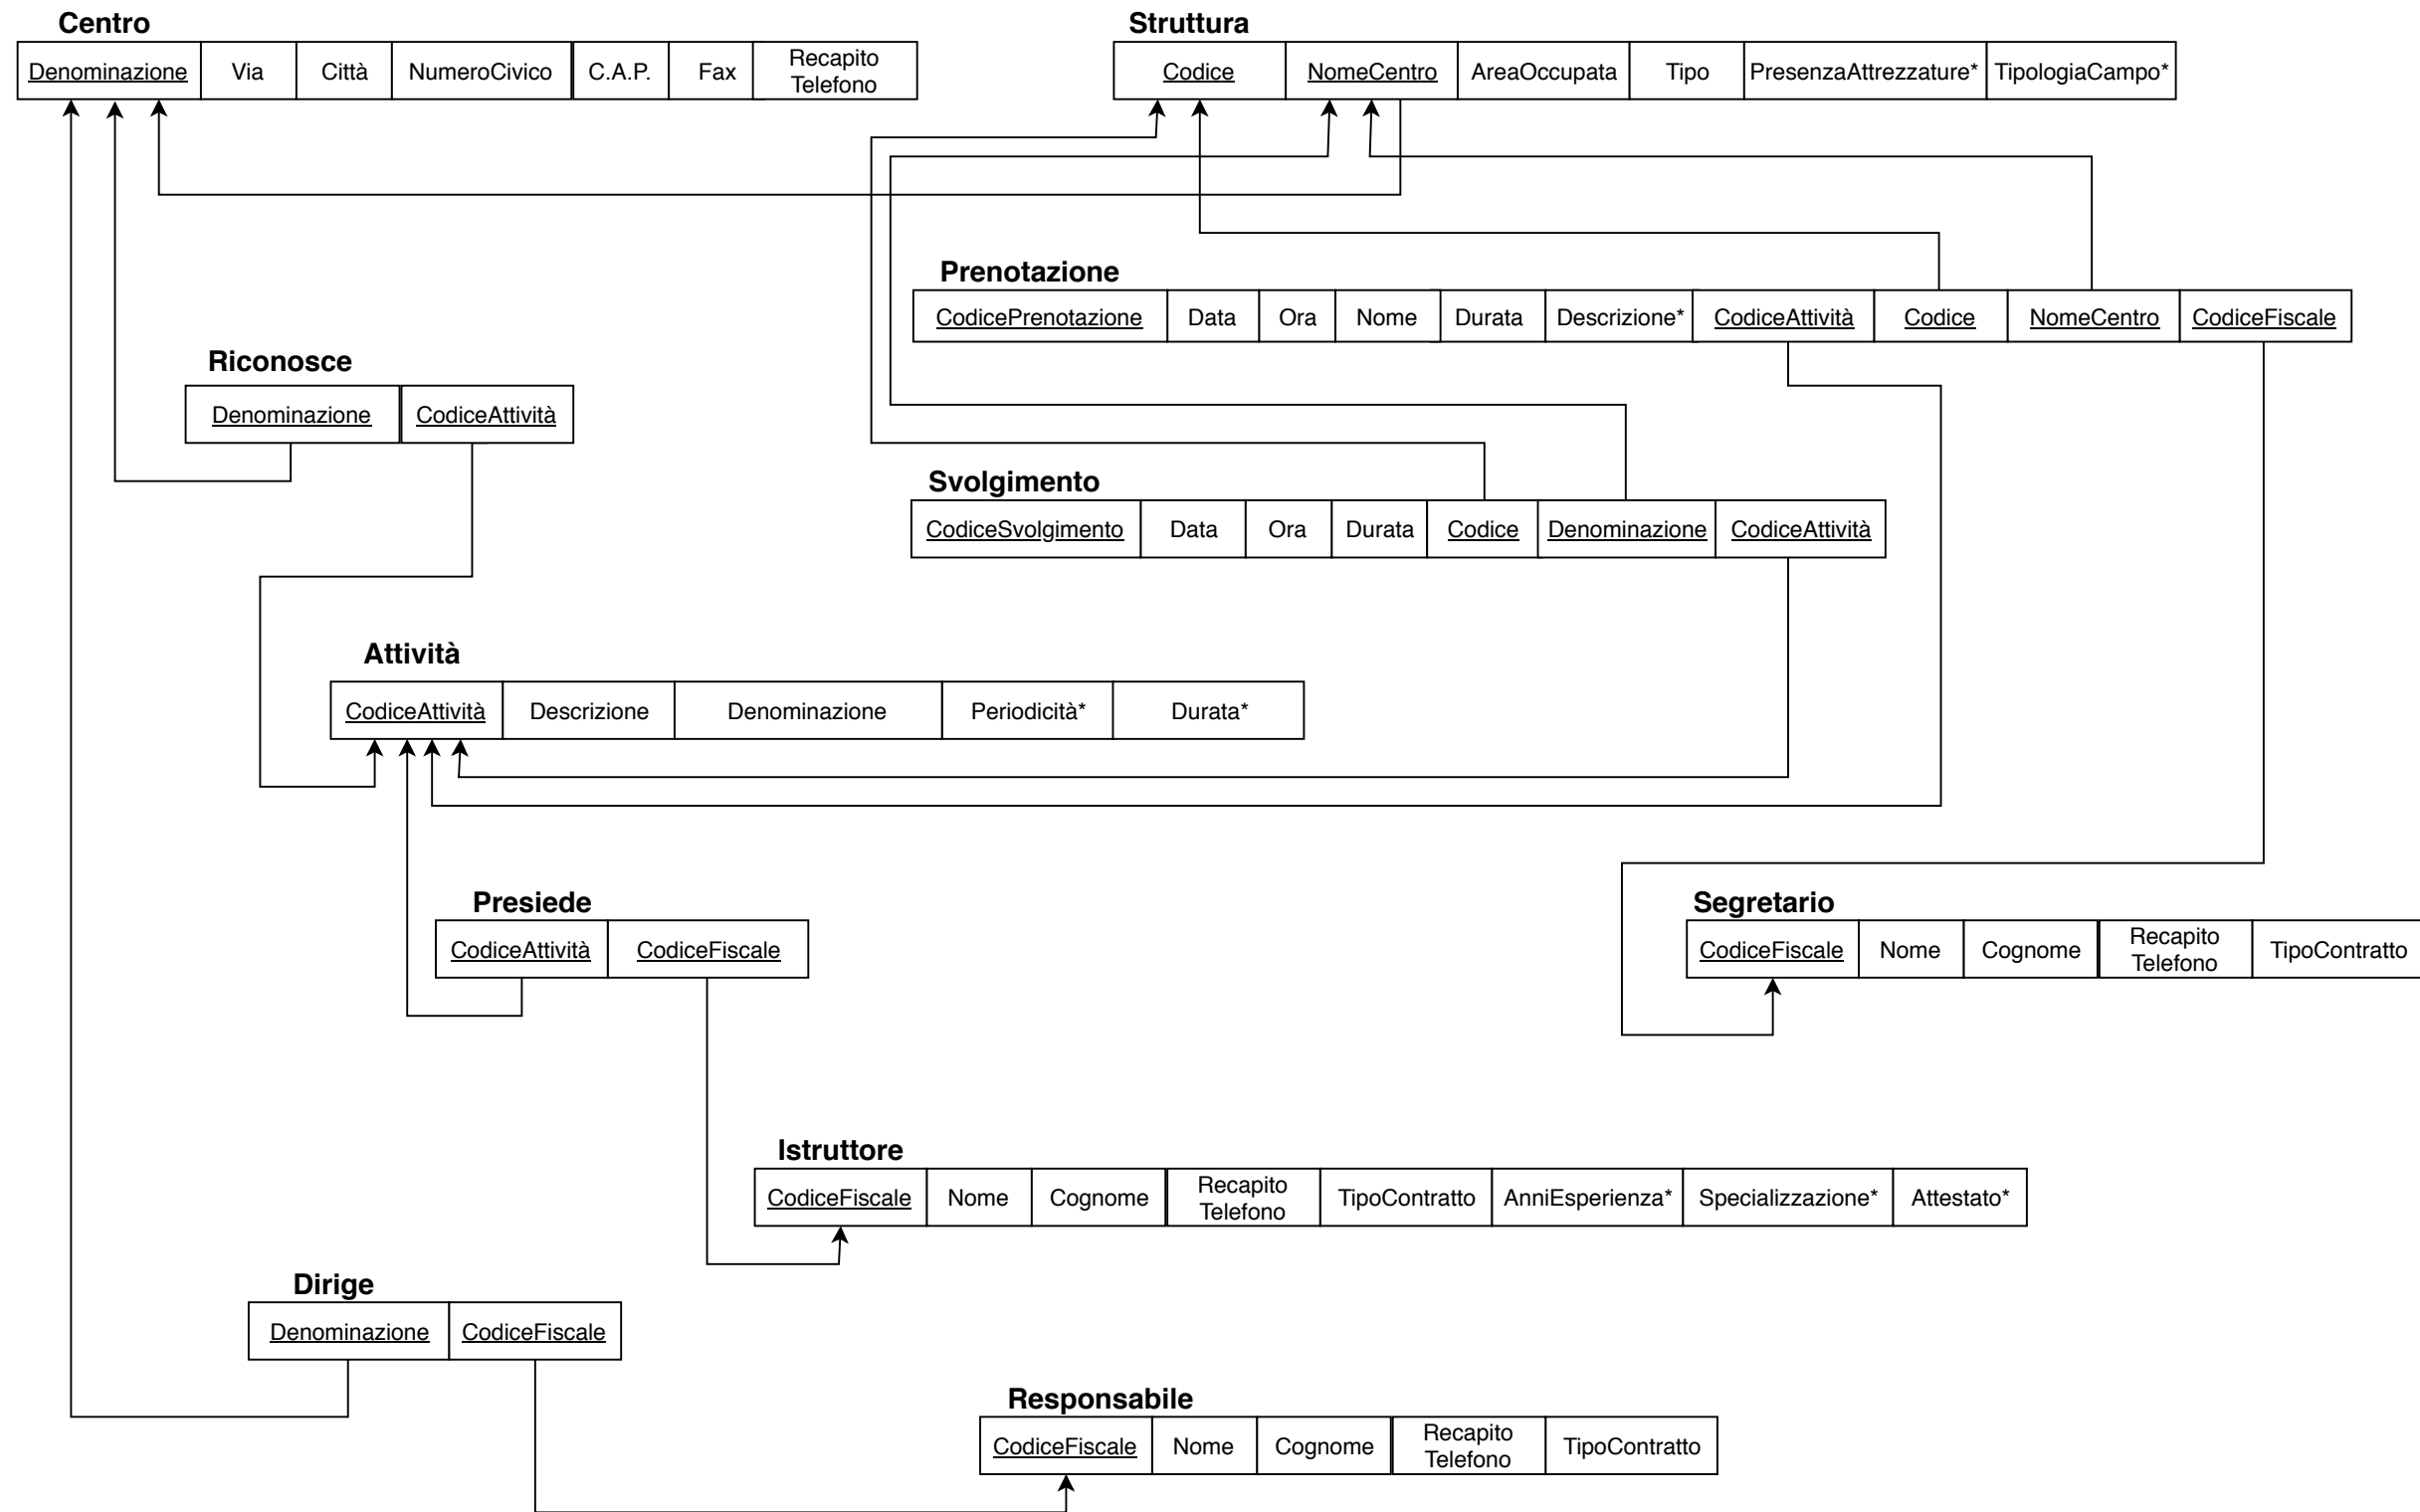 Centro
Denominazione Via Città NumeroCivico C.A.P. Fax Recapito
Telefono
Struttura
Codice NomeCentro AreaOccupata Tipo PresenzaAttrezzature* TipologiaCampo*
Prenotazione
CodicePrenotazione Data Ora Nome Durata Descrizione* CodiceAttività Codice NomeCentro CodiceFiscale
Riconosce
Denominazione CodiceAttività
Svolgimento
CodiceSvolgimento Data Ora Durata Codice Denominazione CodiceAttività
Attività
CodiceAttività Descrizione Denominazione Periodicità* Durata*
Presiede
CodiceAttività CodiceFiscale
Segretario
CodiceFiscale Nome Cognome Recapito
Telefono TipoContratto
Istruttore
CodiceFiscale Nome Cognome Recapito
Telefono TipoContratto AnniEsperienza* Specializzazione* Attestato*
Dirige
Denominazione CodiceFiscale
Responsabile
CodiceFiscale Nome Cognome Recapito
Telefono TipoContratto